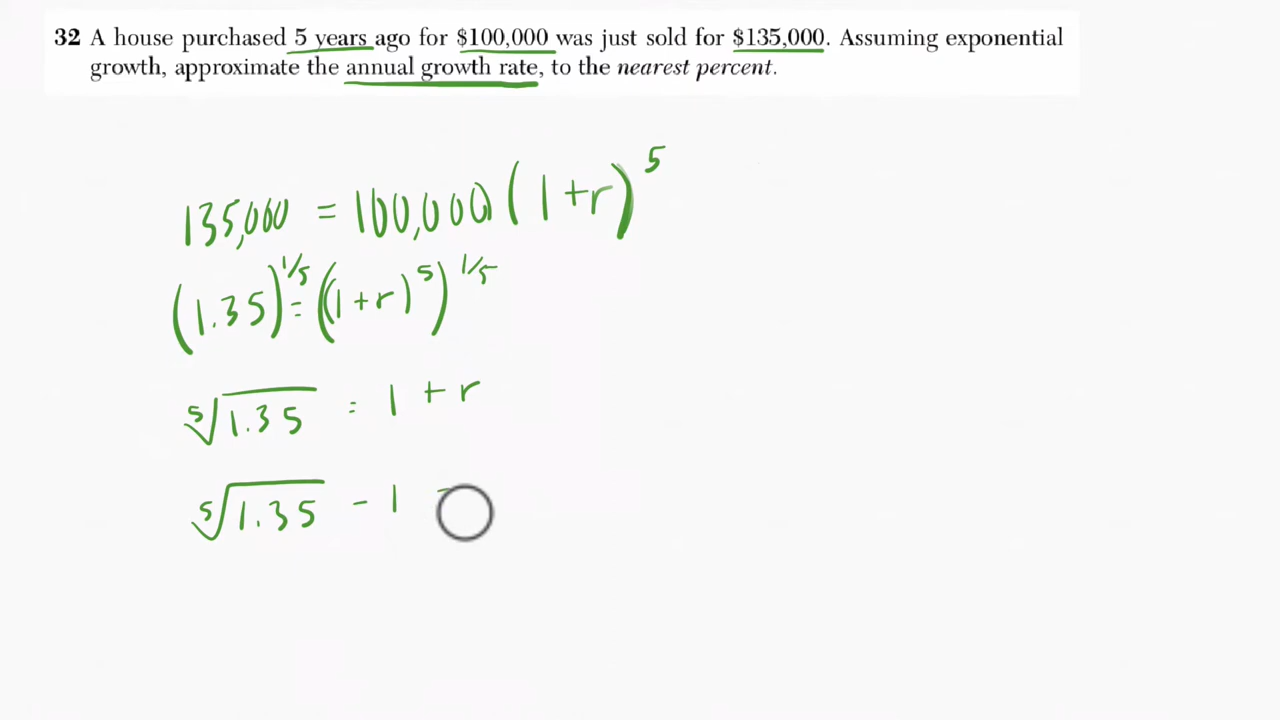 32 A house purchased 5 years ago for $100,000 was just sold for $135,000. Assuming exponential
growth, approximate the annual growth rate, to the nearest percent.
135,000 = 100,000 (1+r)^5
(1.35)^1/5 = ((1+r)^5)^1/5
⁵√1.35 = 1 + r
⁵√1.35 - 1